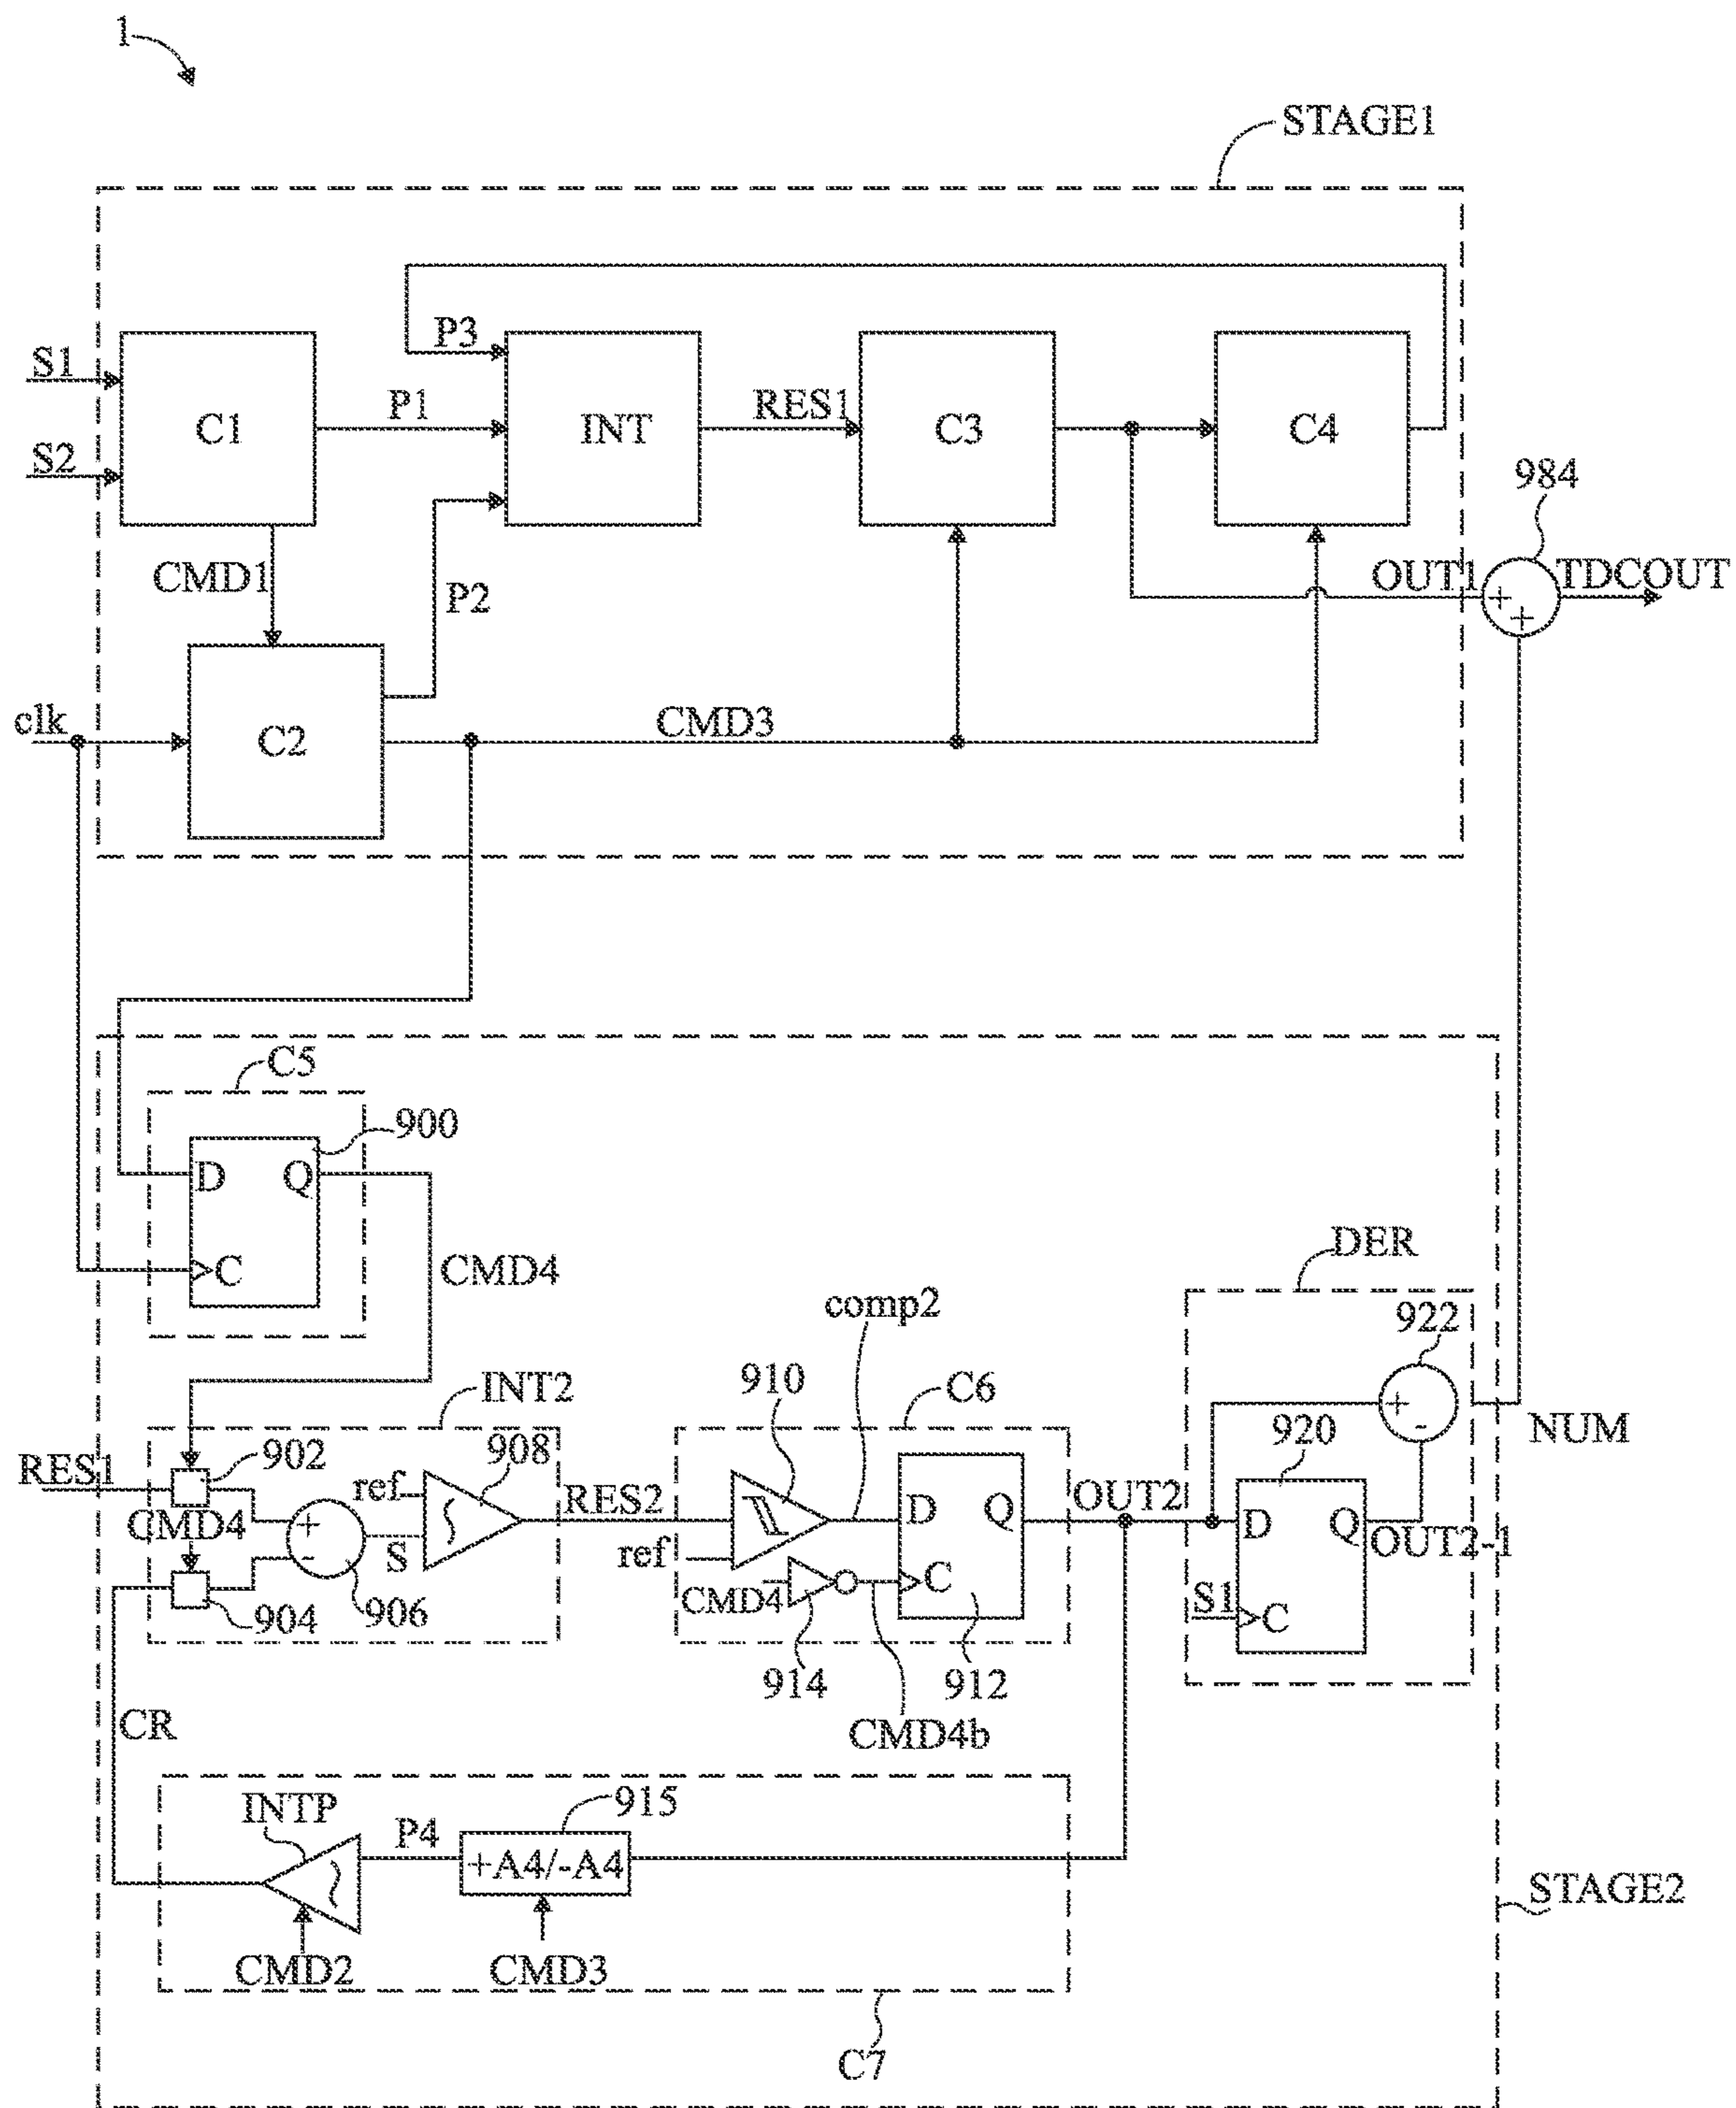 1
STAGE1
S1
S2
C1
P3
P1
INT
RES1
C3
C4
984
CMD1
P2
OUT1
+
+
TDCOUT
clk
C2
CMD3
C5
900
D
Q
C
CMD4
DER
922
+
-
NUM
comp2
INT2
910
C6
RES1
902
CMD4
904
+
-
906
S
ref
908
RES2
ref
CMD4
914
D
Q
C
912
CMD4b
OUT2
920
D
Q
OUT2-1
S1
C
CR
INTP
P4
915
+A4/-A4
CMD2
CMD3
C7
STAGE2